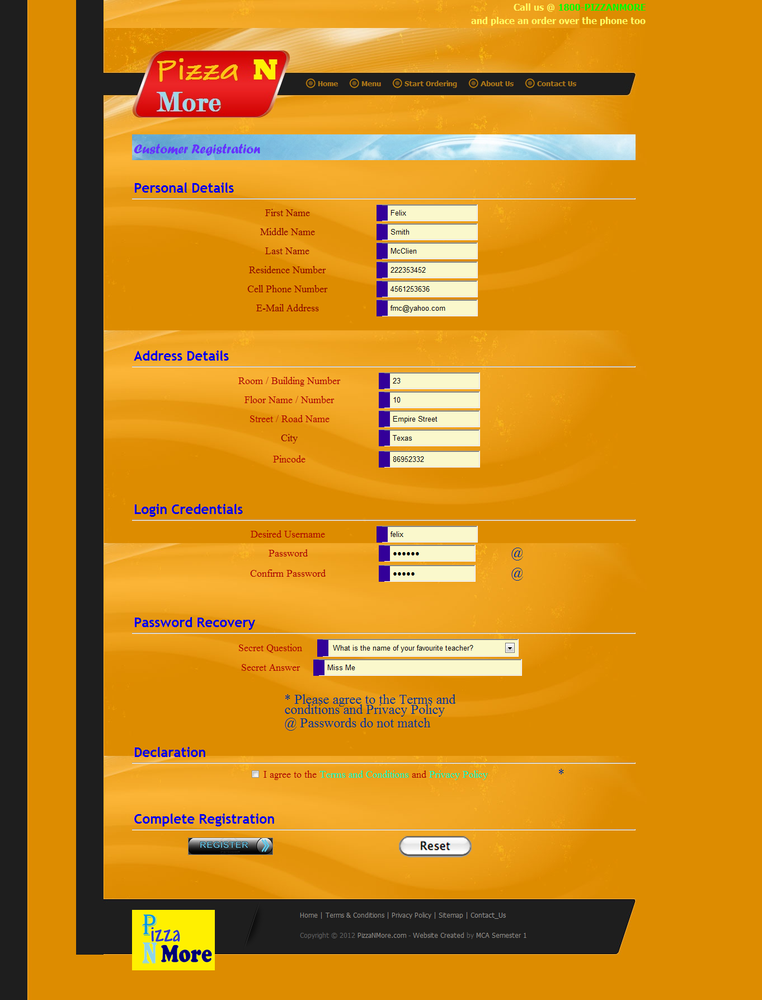 Call us @ 1800 PIZZANMORE
and place an order over the phone too
Pizza N
More
Home Menu Start Ordering About Us Contact Us
Customer Registration
Personal Details
First Name Felix
Middle Name Smith
Last Name McClien
Residence Number 222353452
Cell Phone Number 4561253636
E-Mail Address fmc@yahoo.com
Address Details
Room / Building Number 23
Floor Name / Number 10
Street / Road Name Empire Street
City Texas
Pincode 86952332
Login Credentials
Desired Username felix
Password •••••• @
Confirm Password ••••• @
Password Recovery
Secret Question What is the name of your favourite teacher?
Secret Answer Miss Me
* Please agree to the Terms and
conditions and Privacy Policy
@ Passwords do not match
Declaration
I agree to the Terms and Conditions and Privacy Policy *
Complete Registration
REGISTER Reset
Pizza
N More
Home | Terms & Conditions | Privacy Policy | Sitemap | Contact_Us
Copyright © 2012 PizzaNMore.com - Website Created by MCA Semester 1